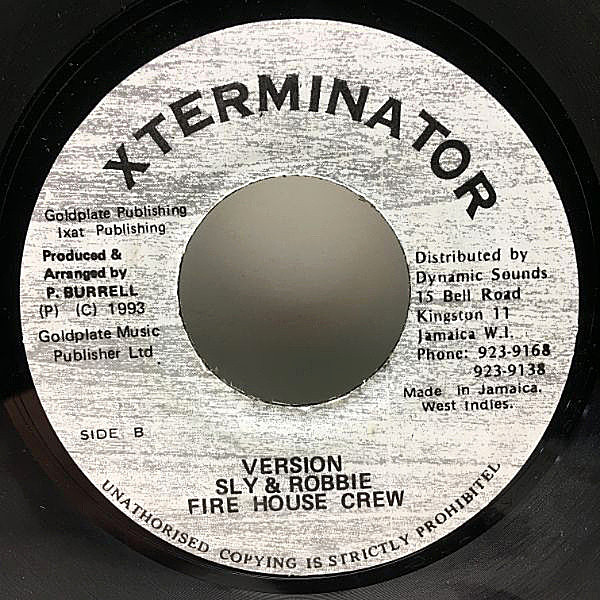 XTERMINATOR
Goldplate Publishing
Ixat Publishing
Produced &
Arranged by
P. BURRELL
(P) (C) 1993
Goldplate Music
Publisher Ltd
Distributed by
Dynamic Sounds
15 Bell Road
Kingston 11
Jamaica W.I.
Phone: 923-9168
923-9138
Made in Jamaica.
West Indies.
SIDE B
VERSION
SLY & ROBBIE
FIRE HOUSE CREW
UNAUTHORISED COPYING IS STRICTLY PROHIBITED